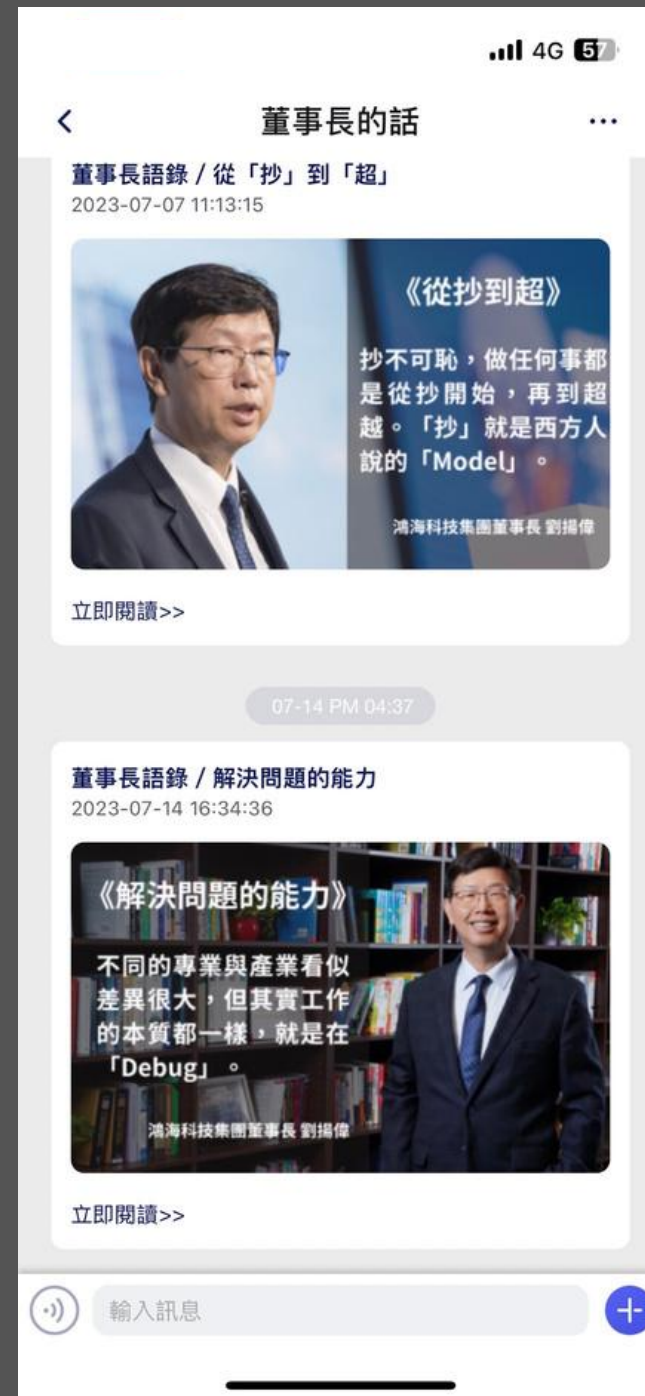 4G 57
董事長的話
董事長語錄 / 從「抄」到「超」
2023-07-07 11:13:15
《從抄到超》
抄不可恥，做任何事都
是從抄開始，再到超
越。「抄」就是西方人
說的「Model」。
鴻海科技集團董事長 劉揚偉
立即閱讀>>
07-14 PM 04:37
董事長語錄 / 解決問題的能力
2023-07-14 16:34:36
《解決問題的能力》
不同的專業與產業看似
差異很大，但其實工作
的本質都一樣，就是在
「Debug」。
鴻海科技集團董事長 劉揚偉
立即閱讀>>
輸入訊息